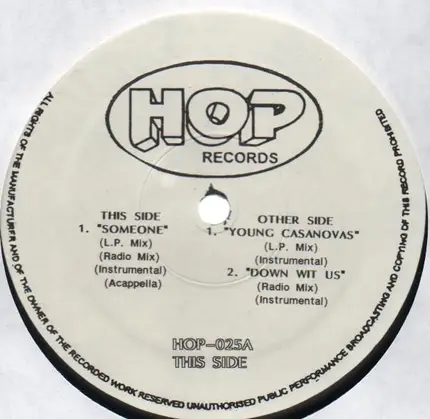 HOP
RECORDS
THIS SIDE
1. "SOMEONE"
(L.P. Mix)
(Radio Mix)
(Instrumental)
(Acappella)
OTHER SIDE
1. "YOUNG CASANOVAS"
(L.P. Mix)
(Instrumental)
2. "DOWN WIT US"
(Radio Mix)
(Instrumental)
HOP-025A
THIS SIDE
ALL RIGHTS OF THE MANUFACTURER AND OF THE OWNER OF THE RECORDED WORK RESERVED UNAUTHORISED PUBLIC PERFORMANCE BROADCASTING AND COPYING OF THIS RECORD PROHIBITED